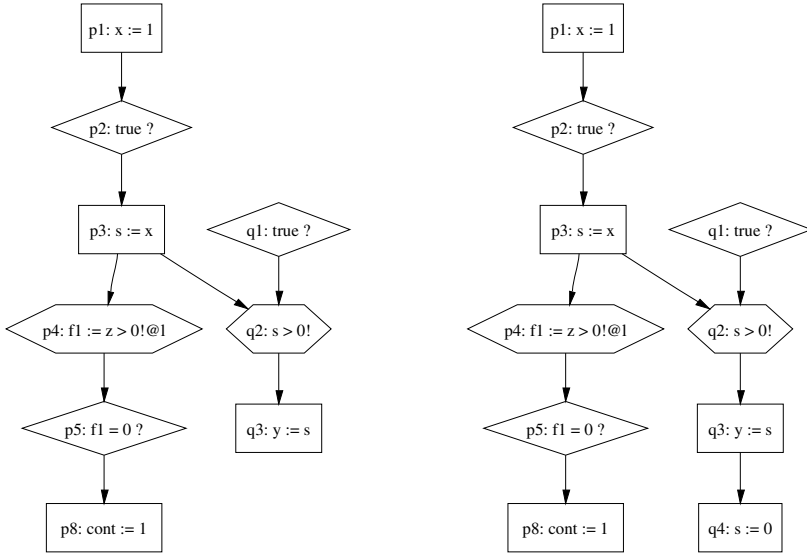 p1: x := 1
p2: true ?
p3: s := x
q1: true ?
p4: f1 := z > 0!@l
q2: s > 0!
p5: f1 = 0 ?
q3: y := s
p8: cont := 1
p1: x := 1
p2: true ?
p3: s := x
q1: true ?
p4: f1 := z > 0!@l
q2: s > 0!
p5: f1 = 0 ?
q3: y := s
p8: cont := 1
q4: s := 0